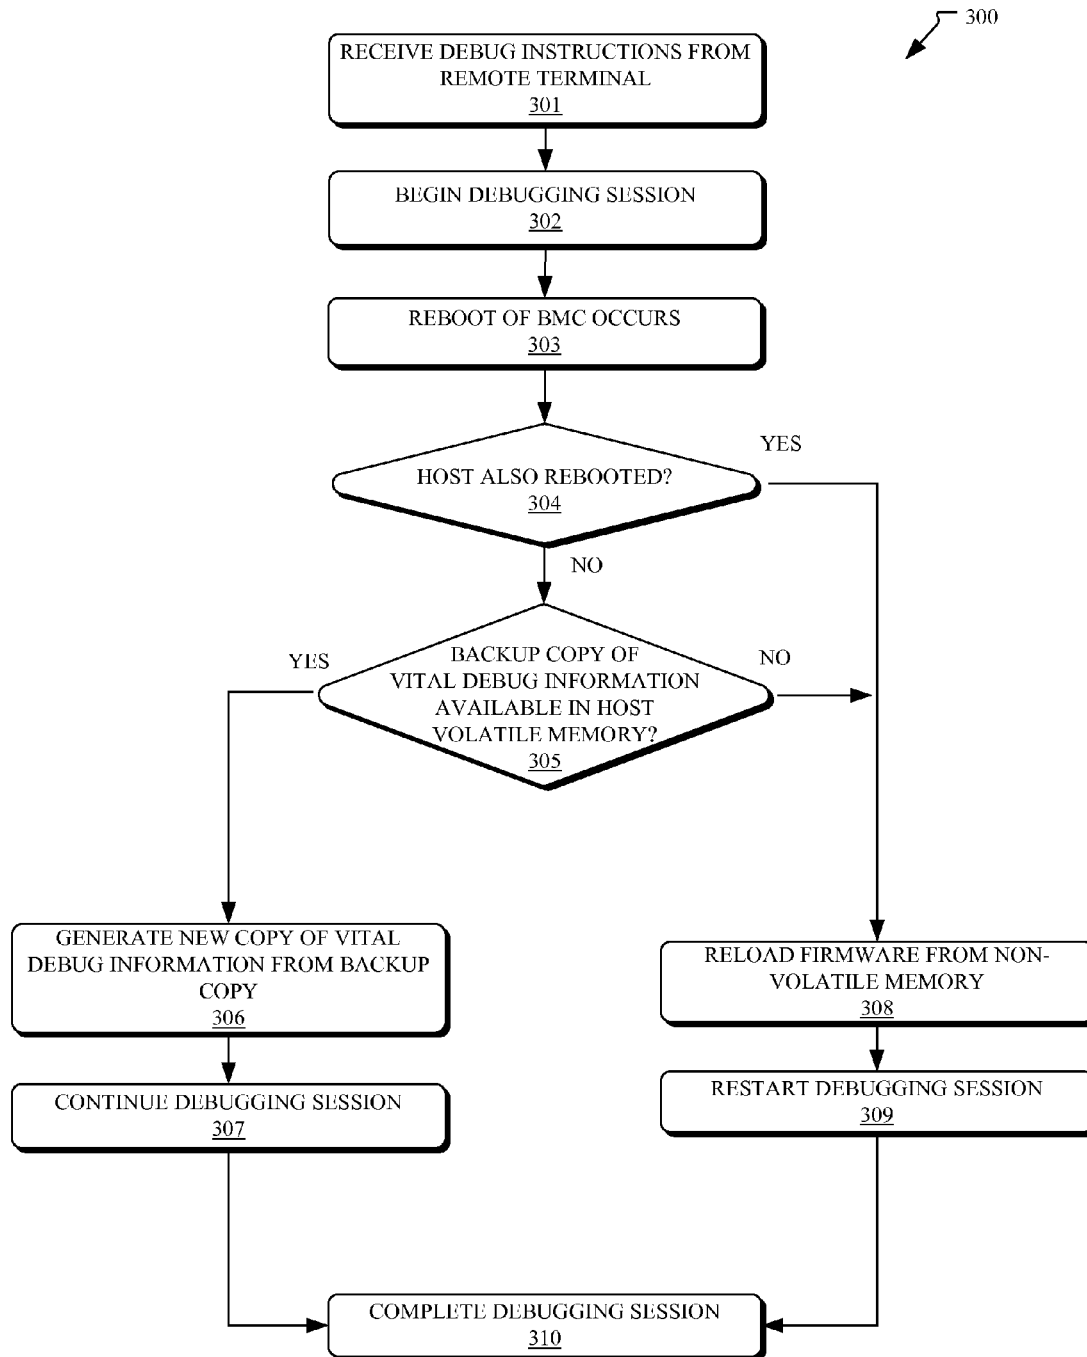 300
RECEIVE DEBUG INSTRUCTIONS FROM
REMOTE TERMINAL
301
BEGIN DEBUGGING SESSION
302
REBOOT OF BMC OCCURS
303
HOST ALSO REBOOTED?
304
YES
NO
BACKUP COPY OF
VITAL DEBUG INFORMATION
AVAILABLE IN HOST
VOLATILE MEMORY?
305
YES
NO
GENERATE NEW COPY OF VITAL
DEBUG INFORMATION FROM BACKUP
COPY
306
RELOAD FIRMWARE FROM NON-
VOLATILE MEMORY
308
CONTINUE DEBUGGING SESSION
307
RESTART DEBUGGING SESSION
309
COMPLETE DEBUGGING SESSION
310